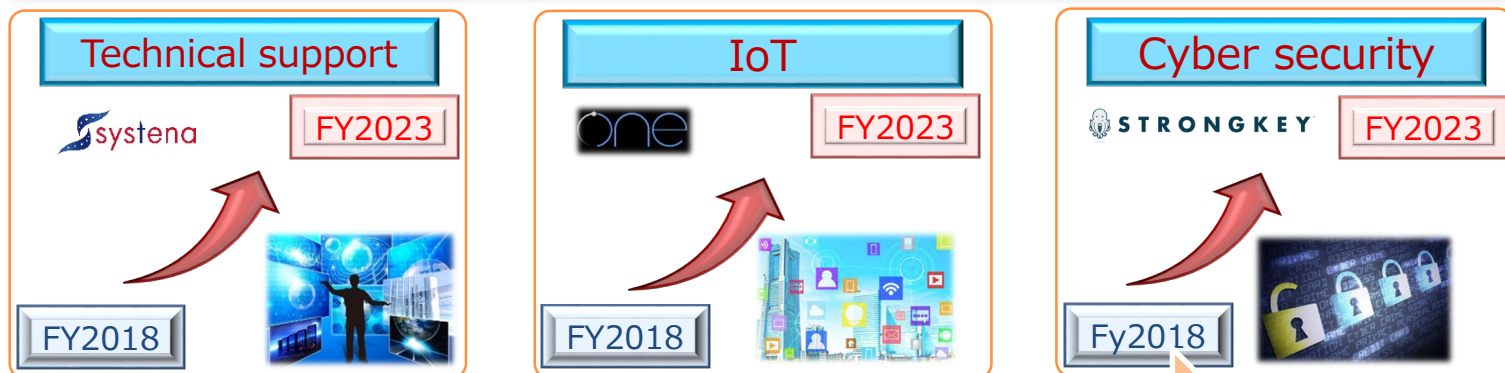 Technical support
systena
FY2023
FY2018
IoT
one
FY2023
FY2018
Cyber security
STRONGKEY
FY2023
Fy2018